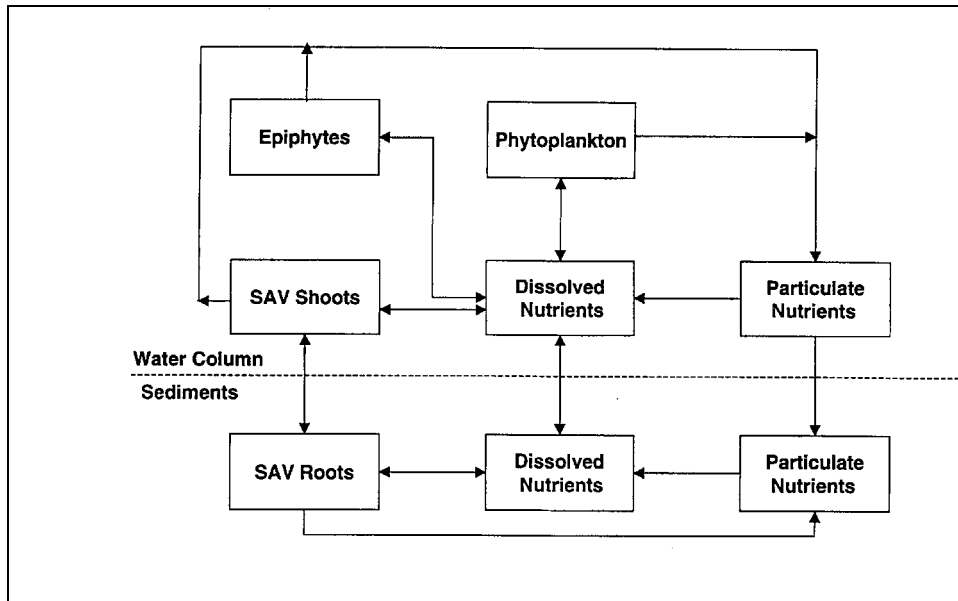 Epiphytes
Phytoplankton
SAV Shoots
Dissolved
Nutrients
Particulate
Nutrients
Water Column
Sediments
SAV Roots
Dissolved
Nutrients
Particulate
Nutrients